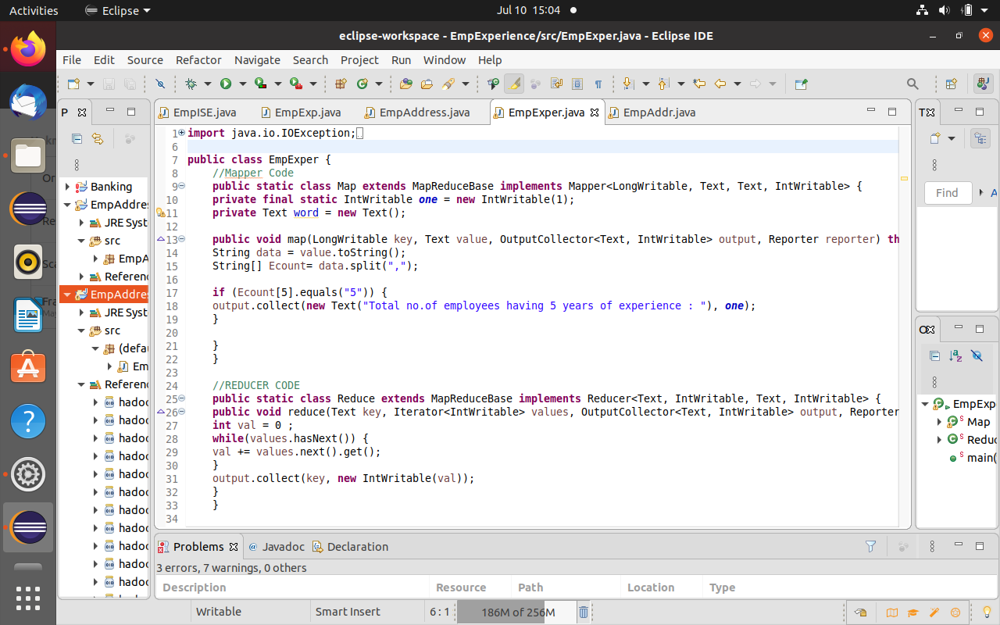 Activities Eclipse Jul 10 15:04
eclipse-workspace - EmpExperience/src/EmpExper.java - Eclipse IDE
File Edit Source Refactor Navigate Search Project Run Window Help
P
EmpISE.java EmpExp.java EmpAddress.java EmpExper.java EmpAddr.java
Banking
EmpAddre
JRE Syst
src
EmpA
Referenc
EmpAddre
JRE Syst
src
(defau
Em
Referenc
hadoo
hadoo
hadoo
hadoo
hadoo
hadoo
hadoo
hadoo
hadoo
hadoo
hadoo
1 import java.io.IOException;
6
7 public class EmpExper {
8 //Mapper Code
9 public static class Map extends MapReduceBase implements Mapper<LongWritable, Text, Text, IntWritable> {
10 private final static IntWritable one = new IntWritable(1);
11 private Text word = new Text();
12
13 public void map(LongWritable key, Text value, OutputCollector<Text, IntWritable> output, Reporter reporter) th
14 String data = value.toString();
15 String[] Ecount= data.split(",");
16
17 if (Ecount[5].equals("5")) {
18 output.collect(new Text("Total no.of employees having 5 years of experience : "), one);
19 }
20
21 }
22 }
23
24 //REDUCER CODE
25 public static class Reduce extends MapReduceBase implements Reducer<Text, IntWritable, Text, IntWritable> {
26 public void reduce(Text key, Iterator<IntWritable> values, OutputCollector<Text, IntWritable> output, Reporter
27 int val = 0 ;
28 while(values.hasNext()) {
29 val += values.next().get();
30 }
31 output.collect(key, new IntWritable(val));
32 }
33 }
34
T
Find A
O
EmpExp
Map
Reduc
main(
Problems Javadoc Declaration
3 errors, 7 warnings, 0 others
Description Resource Path Location Type
Writable Smart Insert 6 : 1 186M of 256M